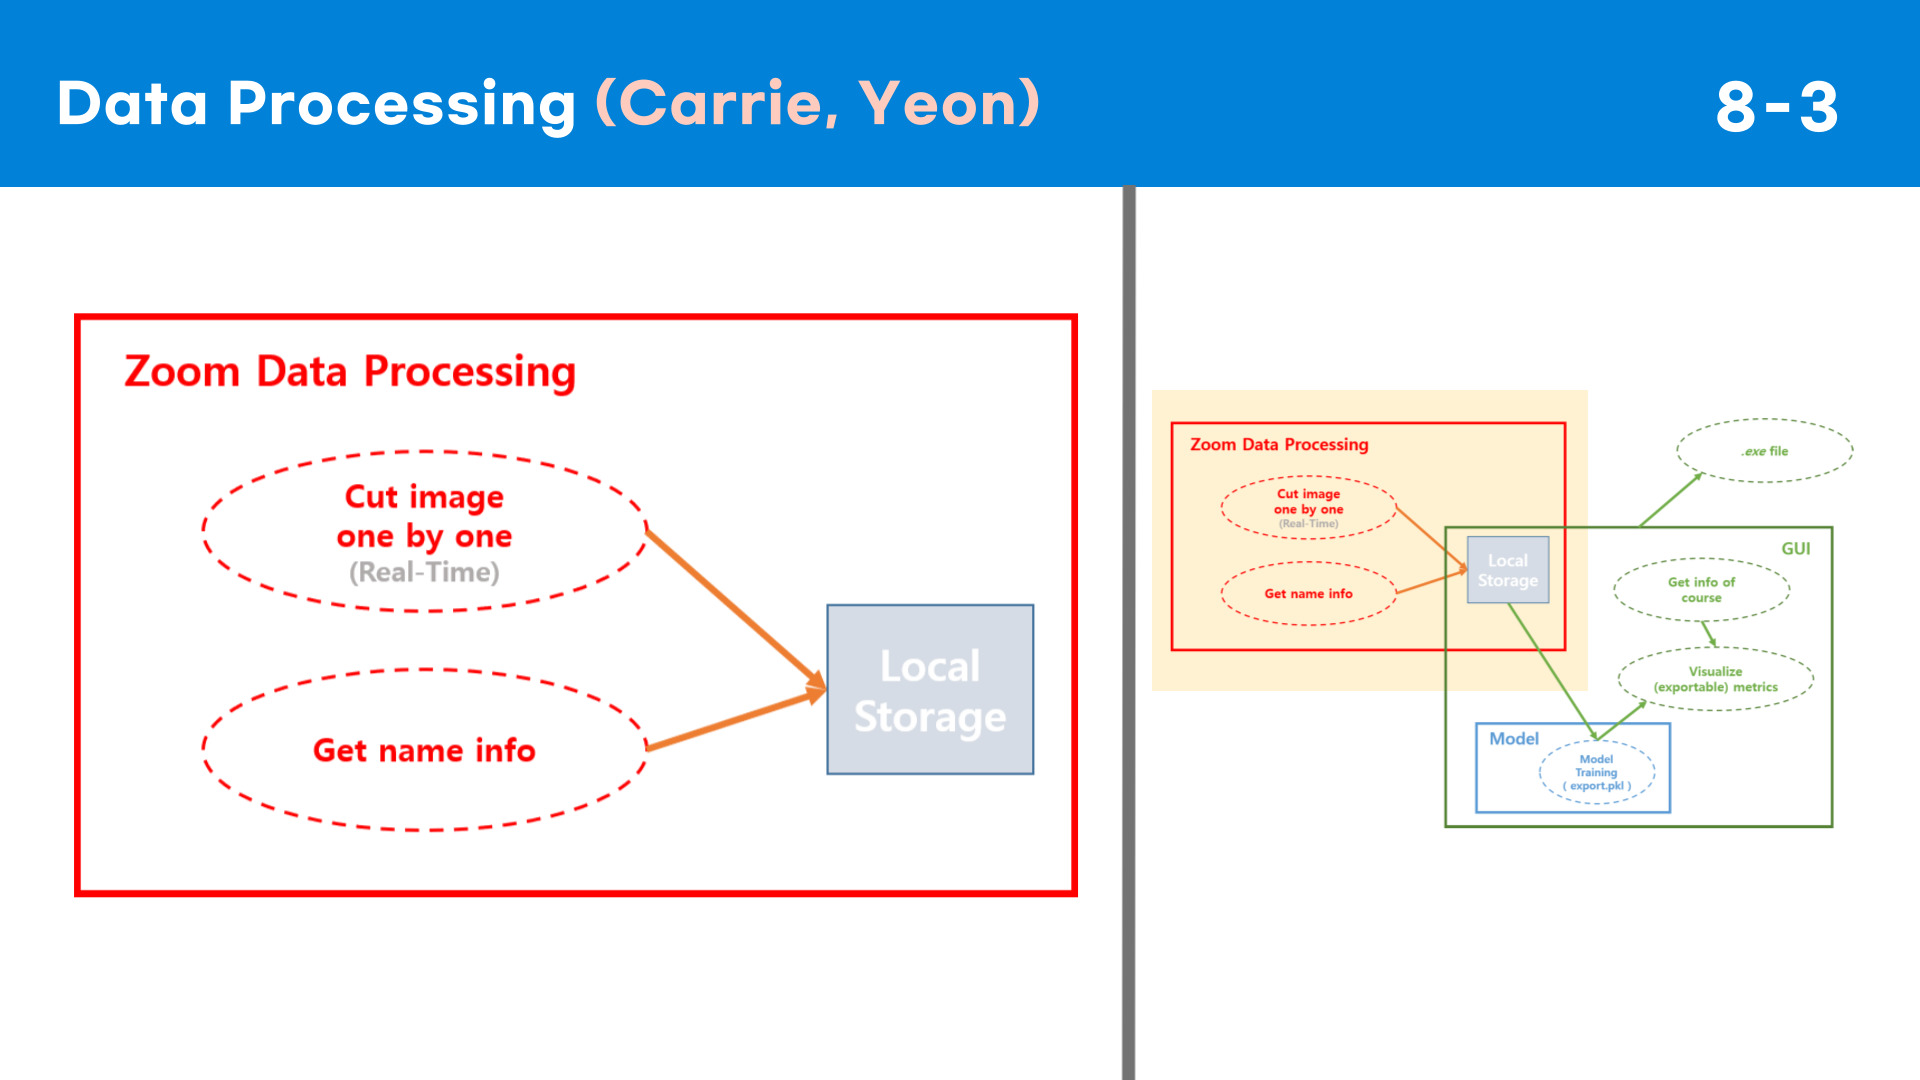 Data Processing (Carrie, Yeon)
8-3
Zoom Data Processing
Cut image
one by one
(Real-Time)
Get name info
Local
Storage
Zoom Data Processing
Cut image
one by one
(Real-Time)
Get name info
Local
Storage
.exe file
GUI
Get info of
course
Visualize
(exportable) metrics
Model
Model
Training
( export.pkl )